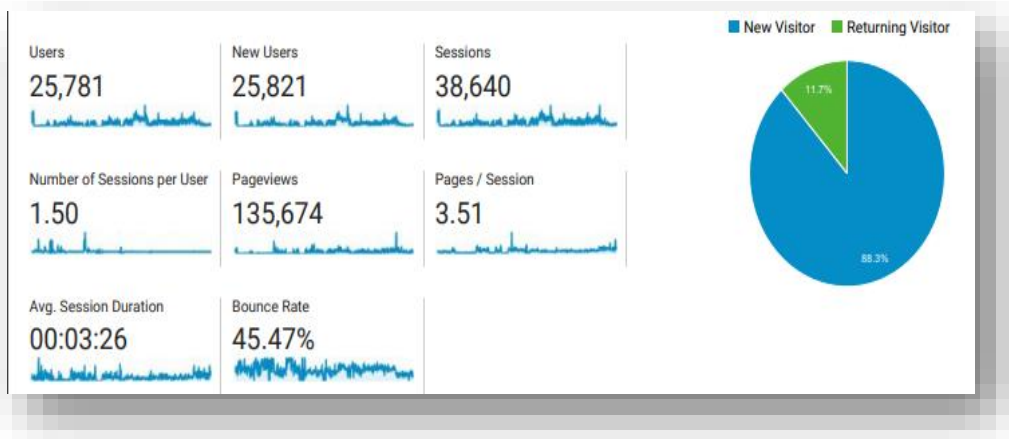 New Visitor Returning Visitor
Users New Users Sessions
25,781 25,821 38,640
11.7%
Number of Sessions per User Pageviews Pages / Session
1.50 135,674 3.51
88.3%
Avg. Session Duration Bounce Rate
00:03:26 45.47%